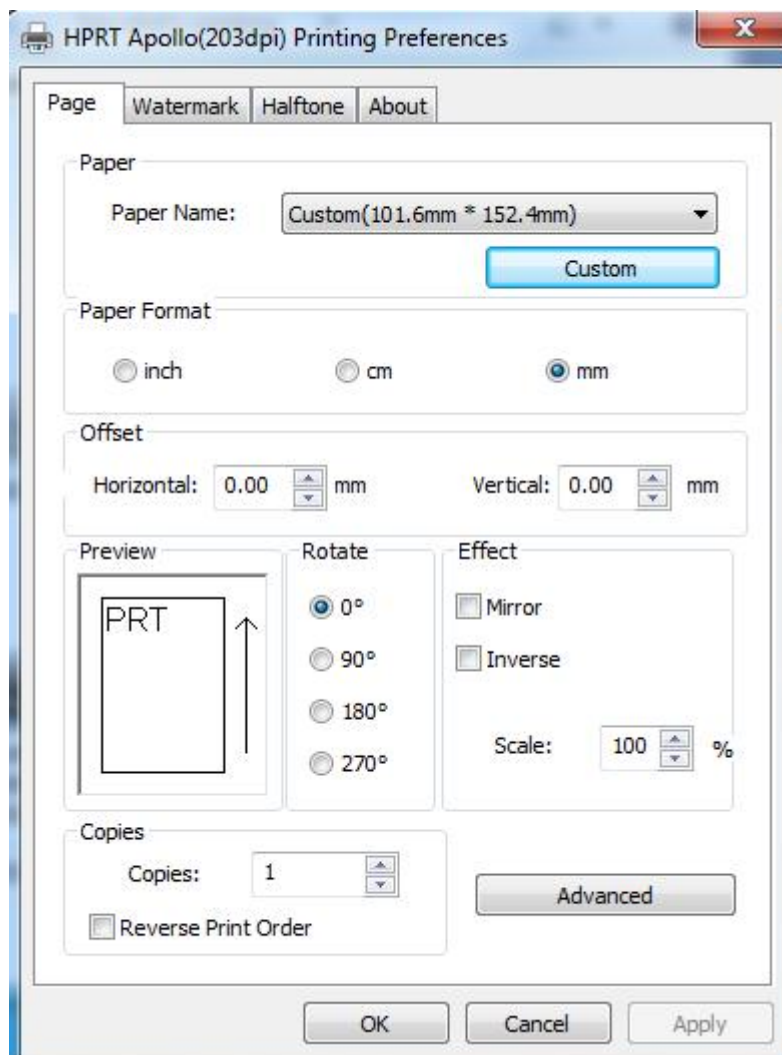 HPRT Apollo(203dpi) Printing Preferences
Page Watermark Halftone About
Paper
Paper Name: Custom(101.6mm * 152.4mm)
Custom
Paper Format
inch cm mm
Offset
Horizontal: 0.00 mm Vertical: 0.00 mm
Preview Rotate Effect
PRT
0° Mirror
90° Inverse
180°
Scale: 100 %
270°
Copies
Copies: 1
Advanced
Reverse Print Order
OK Cancel Apply